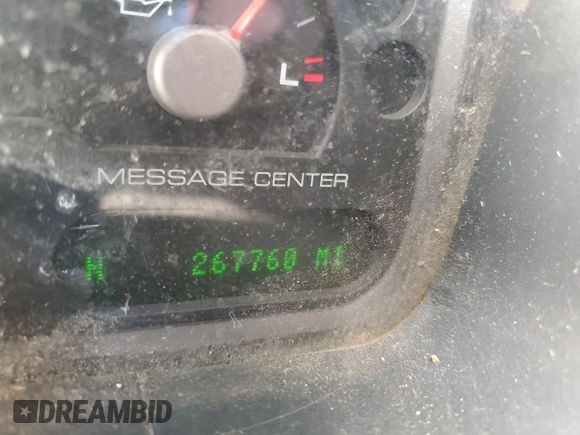 L
MESSAGE CENTER
N 267760 MI
DREAMBID